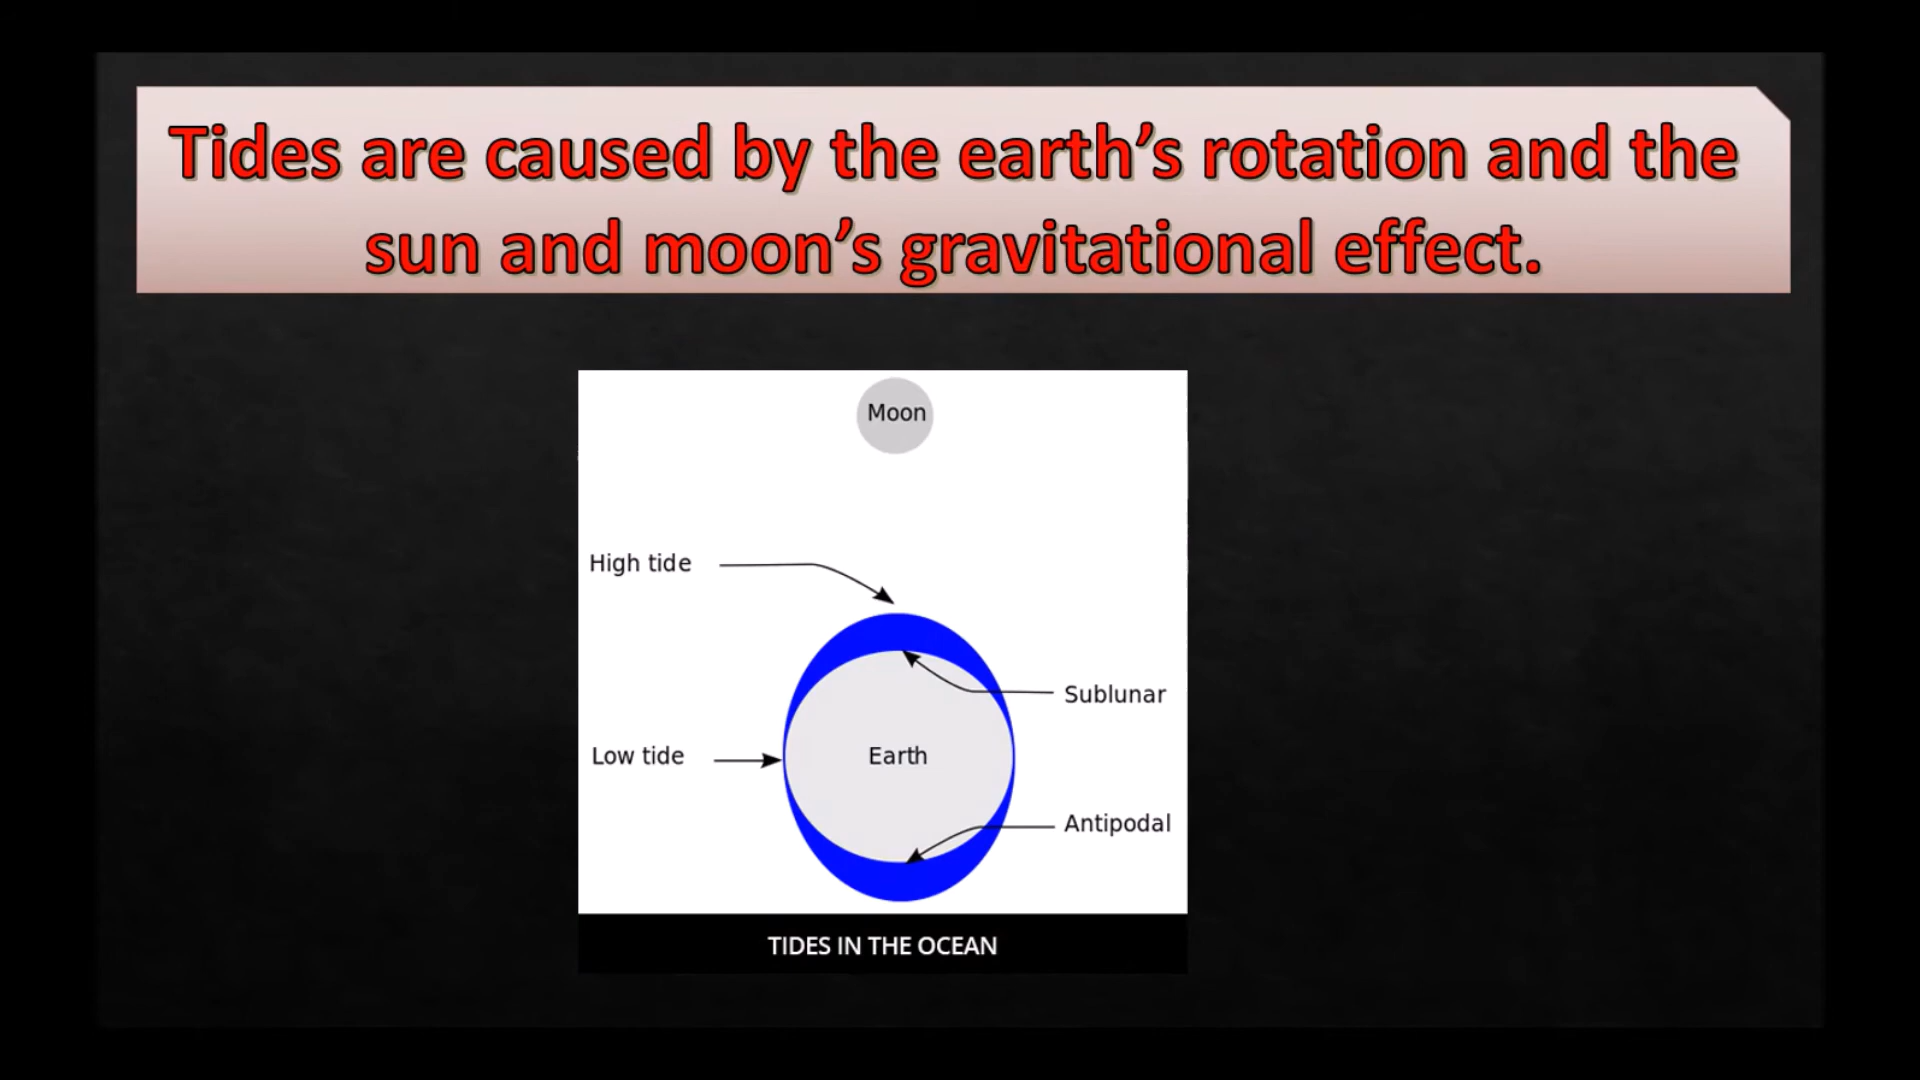 Tides are caused by the earth’s rotation and the
sun and moon’s gravitational effect.
Moon
High tide
Sublunar
Low tide
Earth
Antipodal
TIDES IN THE OCEAN